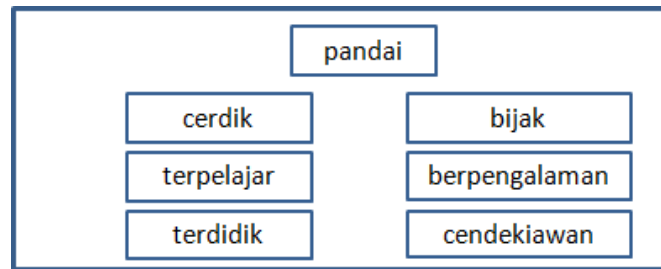 pandai
cerdik bijak
terpelajar berpengalaman
terdidik cendekiawan